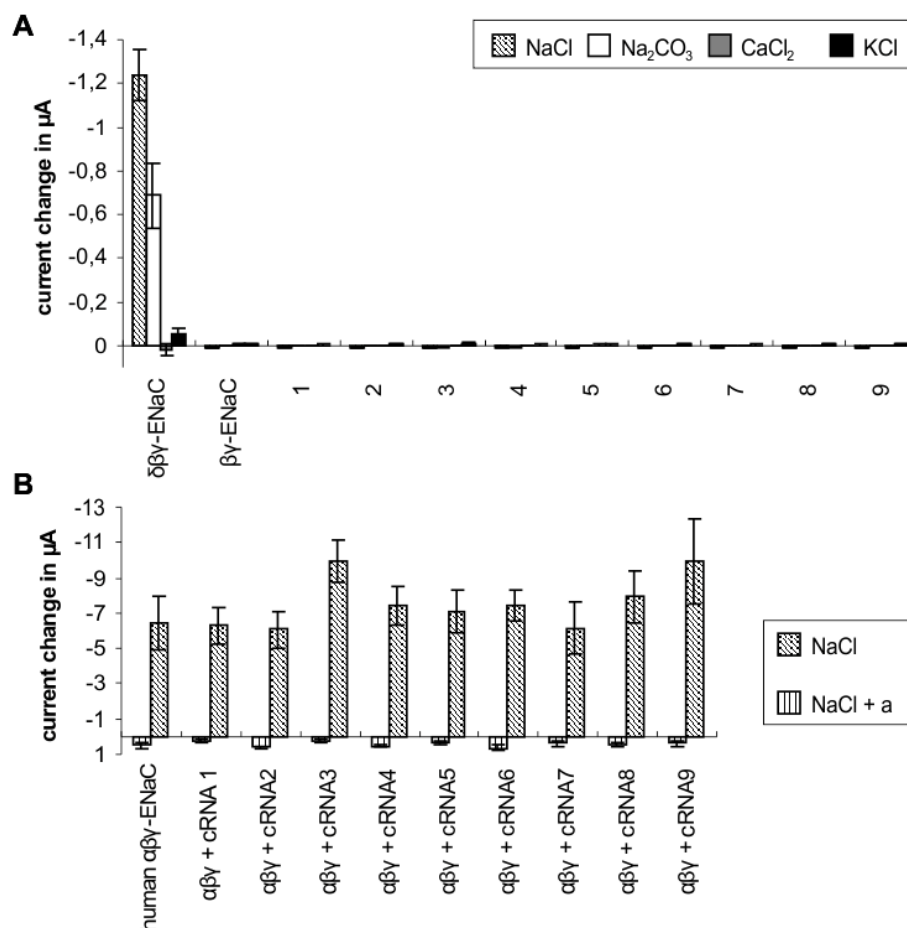 A
NaCl Na₂CO₃ CaCl₂ KCl
current change in µA
-1,4
-1,2
-1
-0,8
-0,6
-0,4
-0,2
0
δβγ-ENaC βγ-ENaC 1 2 3 4 5 6 7 8 9
B
current change in µA
-13
-11
-9
-7
-5
-3
-1
1
NaCl
NaCl + a
human αβγ-ENaC αβγ + cRNA 1 αβγ + cRNA2 αβγ + cRNA3 αβγ + cRNA4 αβγ + cRNA5 αβγ + cRNA6 αβγ + cRNA7 αβγ + cRNA8 αβγ + cRNA9